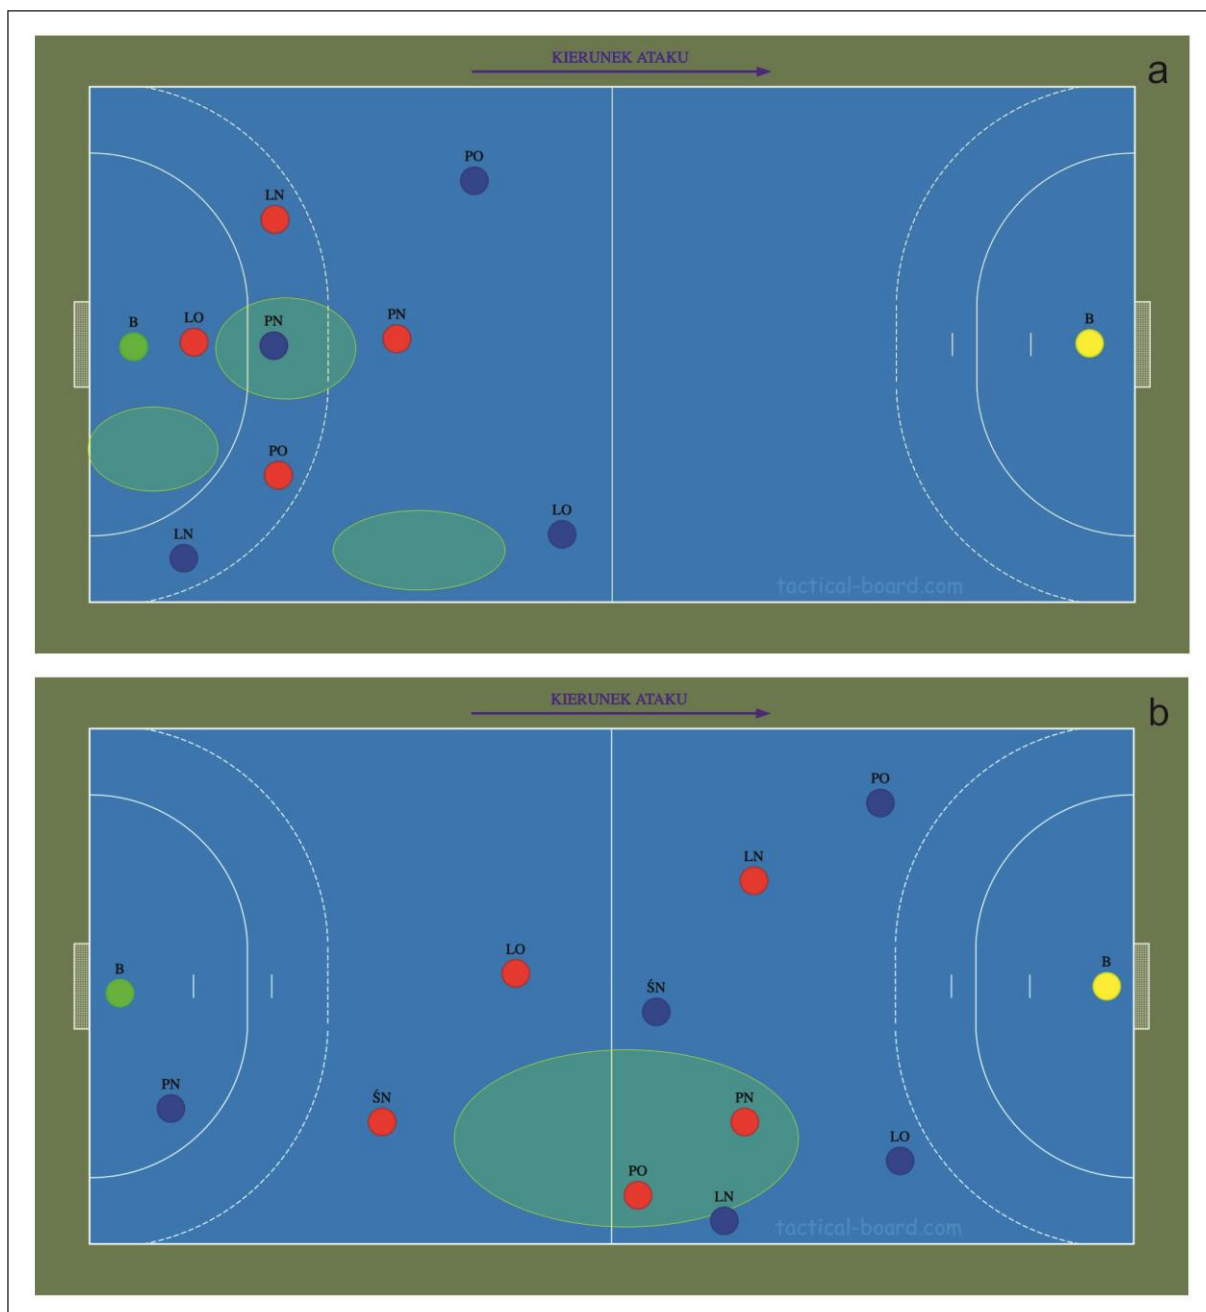 KIERUNEK ATAKU
a
PO
LN
B
LO
PN
PN
B
PO
LN
LO
tactical-board.com
KIERUNEK ATAKU
b
PO
LN
LO
ŚN
B
B
PN
ŚN
PN
LO
PO
LN
tactical-board.com